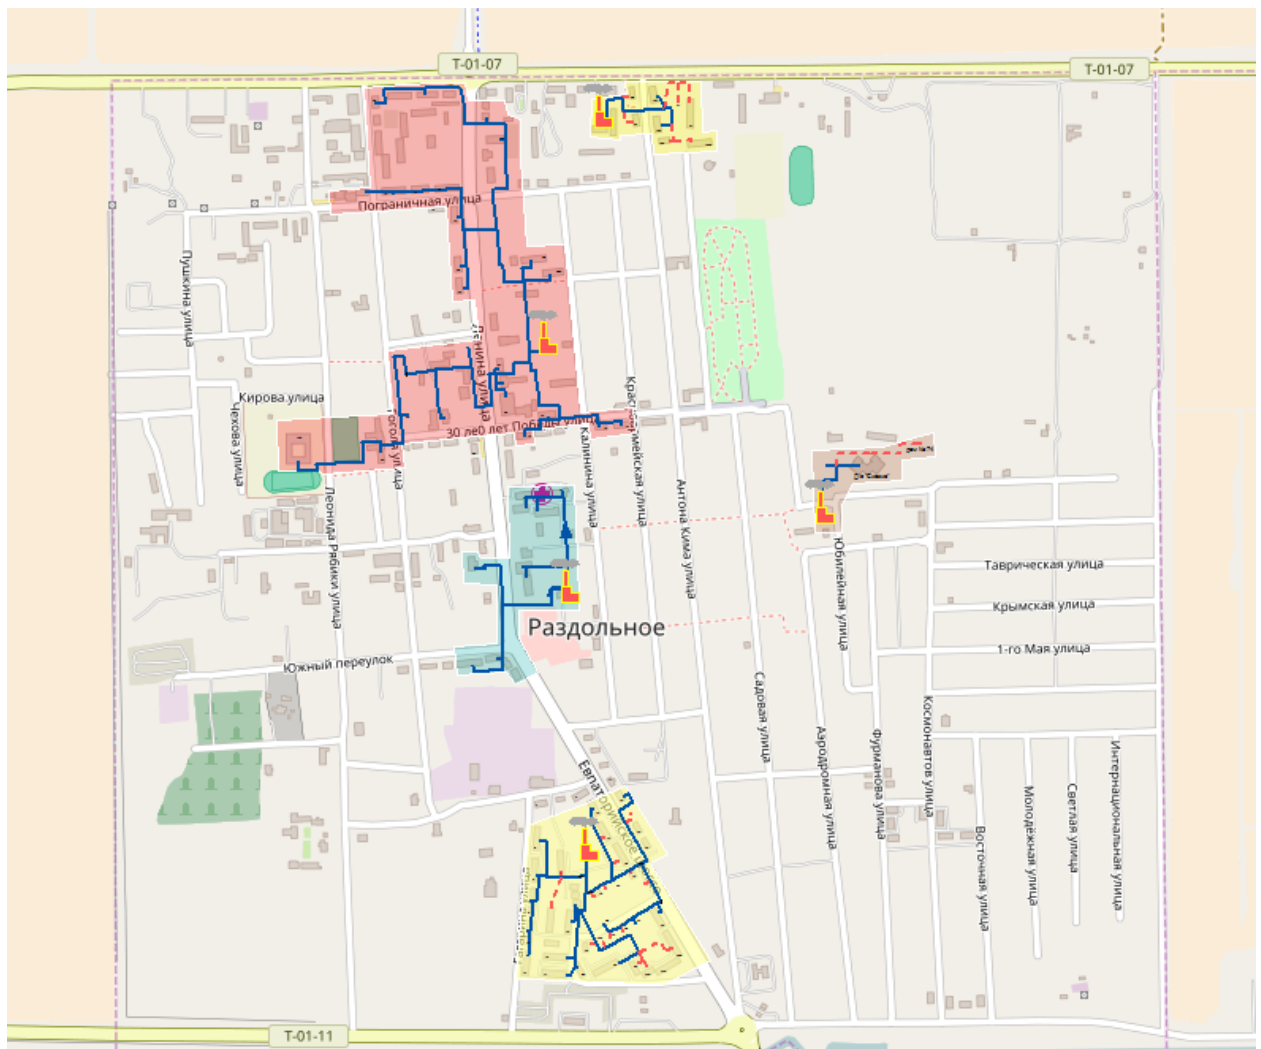 T-01-07
T-01-07
Пограничная улица
Пушкина улица
Ленина улица
Кирова улица
Чехова улица
Гоголя улица
30 ле0 лет Победы улица
Калинина улица
Красноармейская улица
Антона Кима улица
Леонида Рябики улица
Юбилейная улица
Таврическая улица
Крымская улица
1-го Мая улица
Раздольное
Южный переулок
Садовая улица
Аэродромная улица
Фурманова улица
Космонавтов улица
Восточная улица
Молодёжная улица
Светлая улица
Интернациональная улица
Евпаторийское шоссе
T-01-11